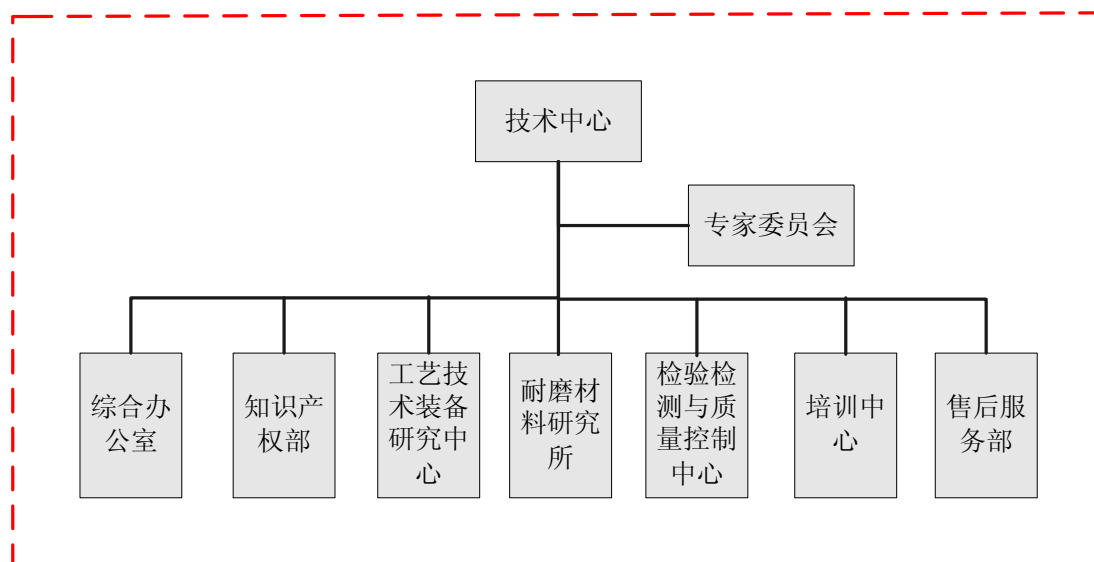 技术中心
专家委员会
综合办
公室
知识产
权部
工艺技
术装备
研究中
心
耐磨材
料研究
所
检验检
测与质
量控制
中心
培训中
心
售后服
务部